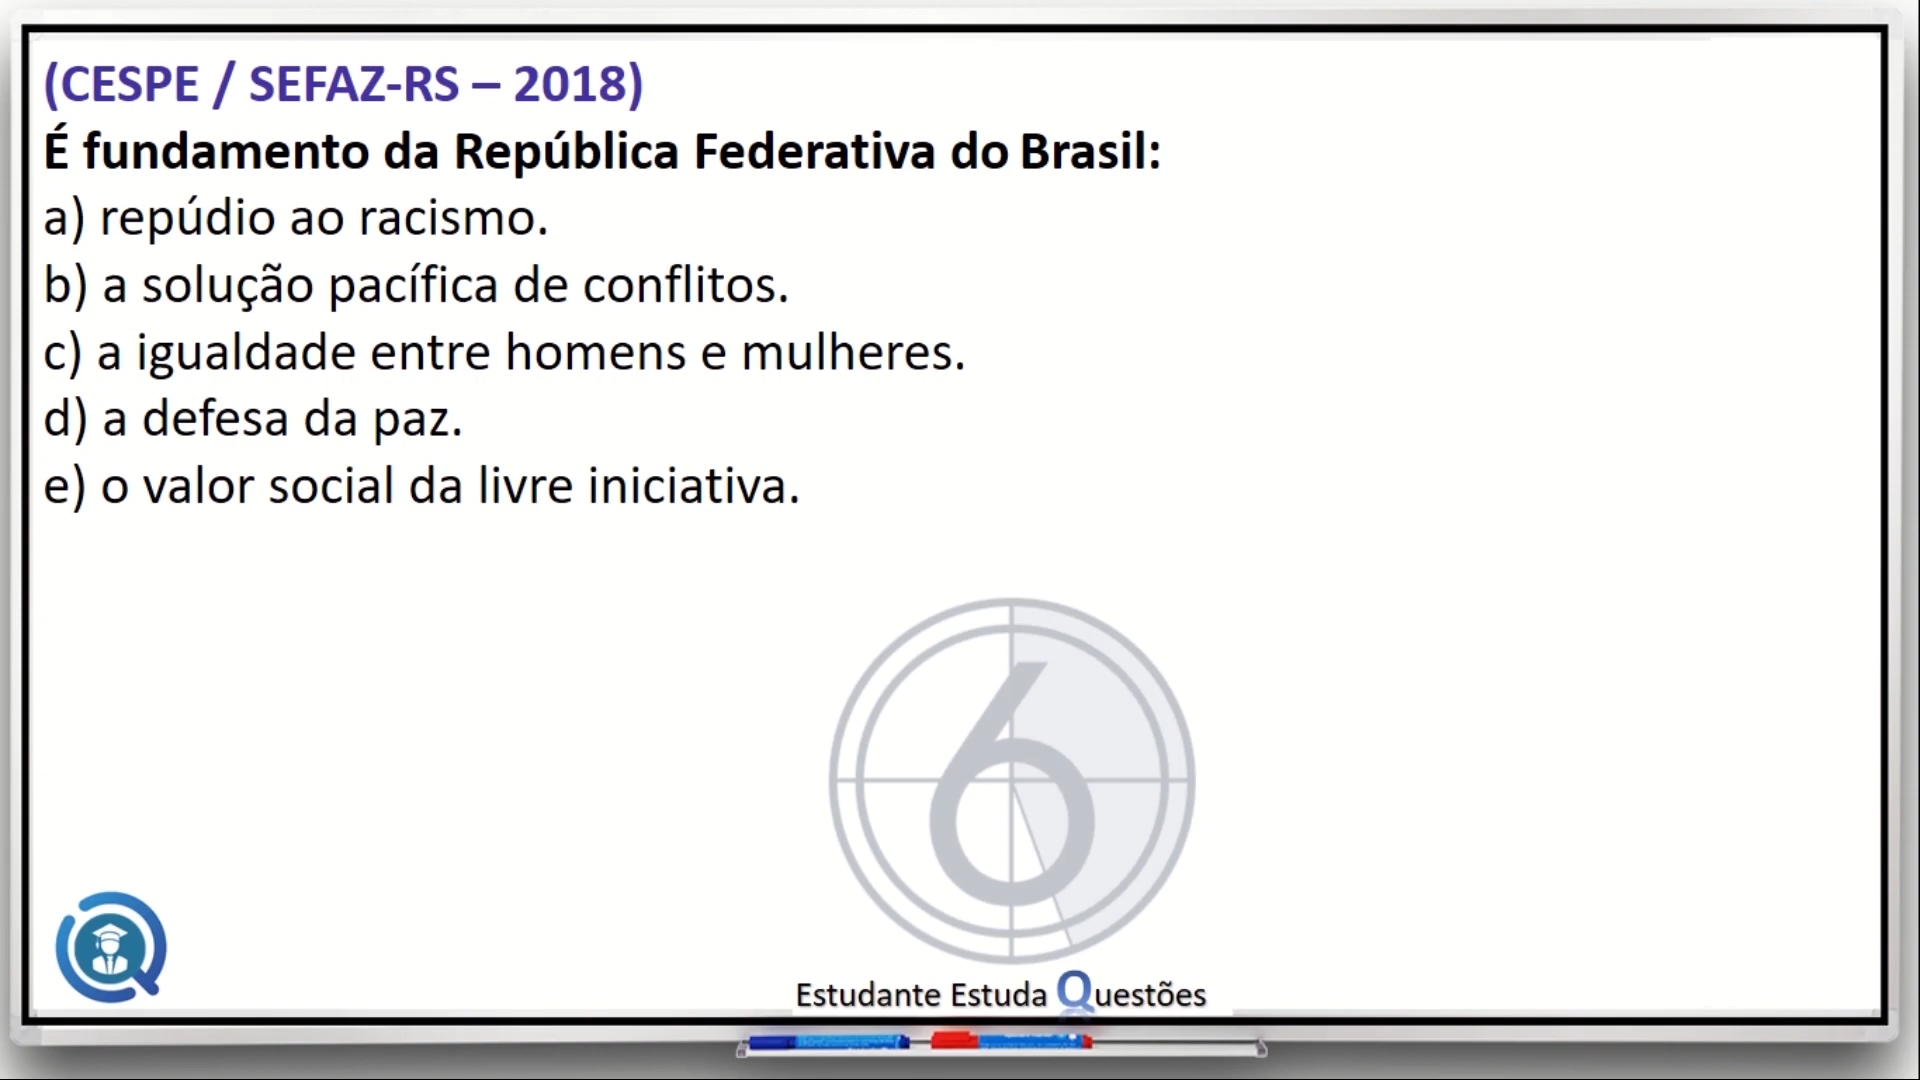 (CESPE / SEFAZ-RS – 2018)
É fundamento da República Federativa do Brasil:
a) repúdio ao racismo.
b) a solução pacífica de conflitos.
c) a igualdade entre homens e mulheres.
d) a defesa da paz.
e) o valor social da livre iniciativa.
6
Estudante Estuda Questões